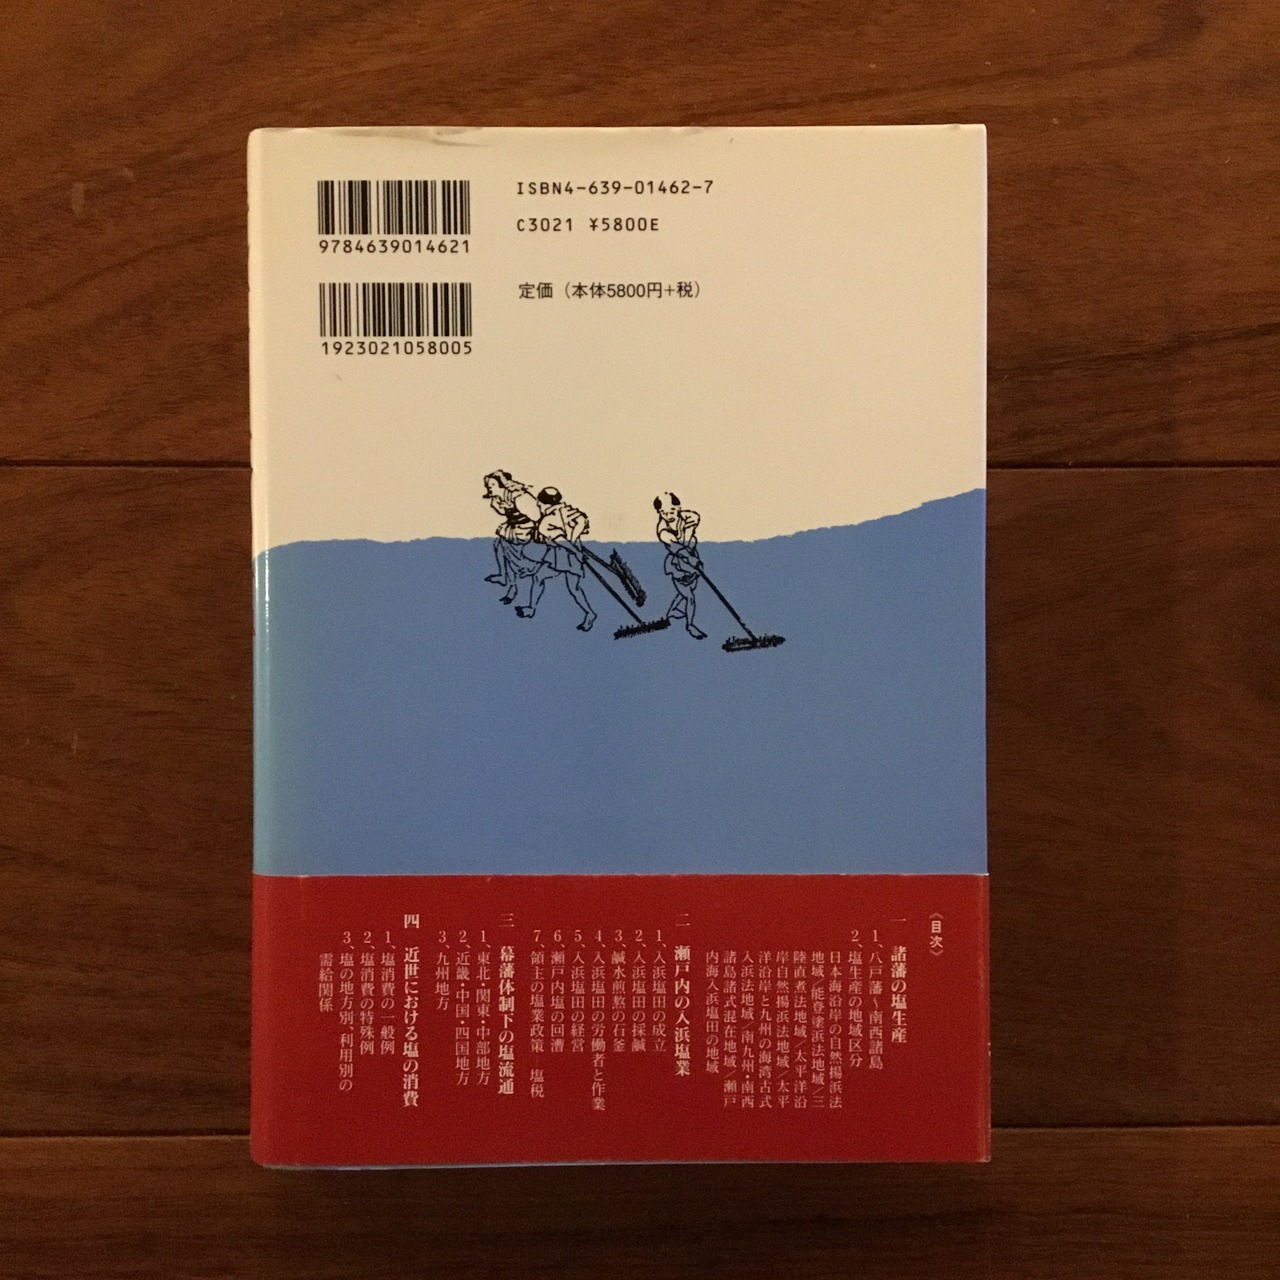 9784639014621
ISBN4-639-01462-7
C3021 ¥5800E
1923021058005
定価（本体5800円+税）
〈目次〉
一 諸藩の塩生産
1、八戸藩～南西諸島
2、塩生産の地域区分
日本海沿岸の自然揚浜法
地域／能登塗浜法地域／三
陸直煮法地域／太平洋沿
岸自然揚浜法地域／太平
洋沿岸と九州の海湾古式
入浜法地域／南九州・南西
諸島諸式混在地域／瀬戸
内海入浜塩田の地域
二 瀬戸内の入浜塩業
1、入浜塩田の成立
2、入浜塩田の採鹹
3、鹹水煎熬の石釜
4、入浜塩田の労働者と作業
5、入浜塩田の経営
6、瀬戸内塩の回漕
7、領主の塩業政策―塩税
三 幕藩体制下の塩流通
1、東北・関東・中部地方
2、近畿・中国・四国地方
3、九州地方
四 近世における塩の消費
1、塩消費の一般例
2、塩消費の特殊例
3、塩の地方別、利用別の
需給関係